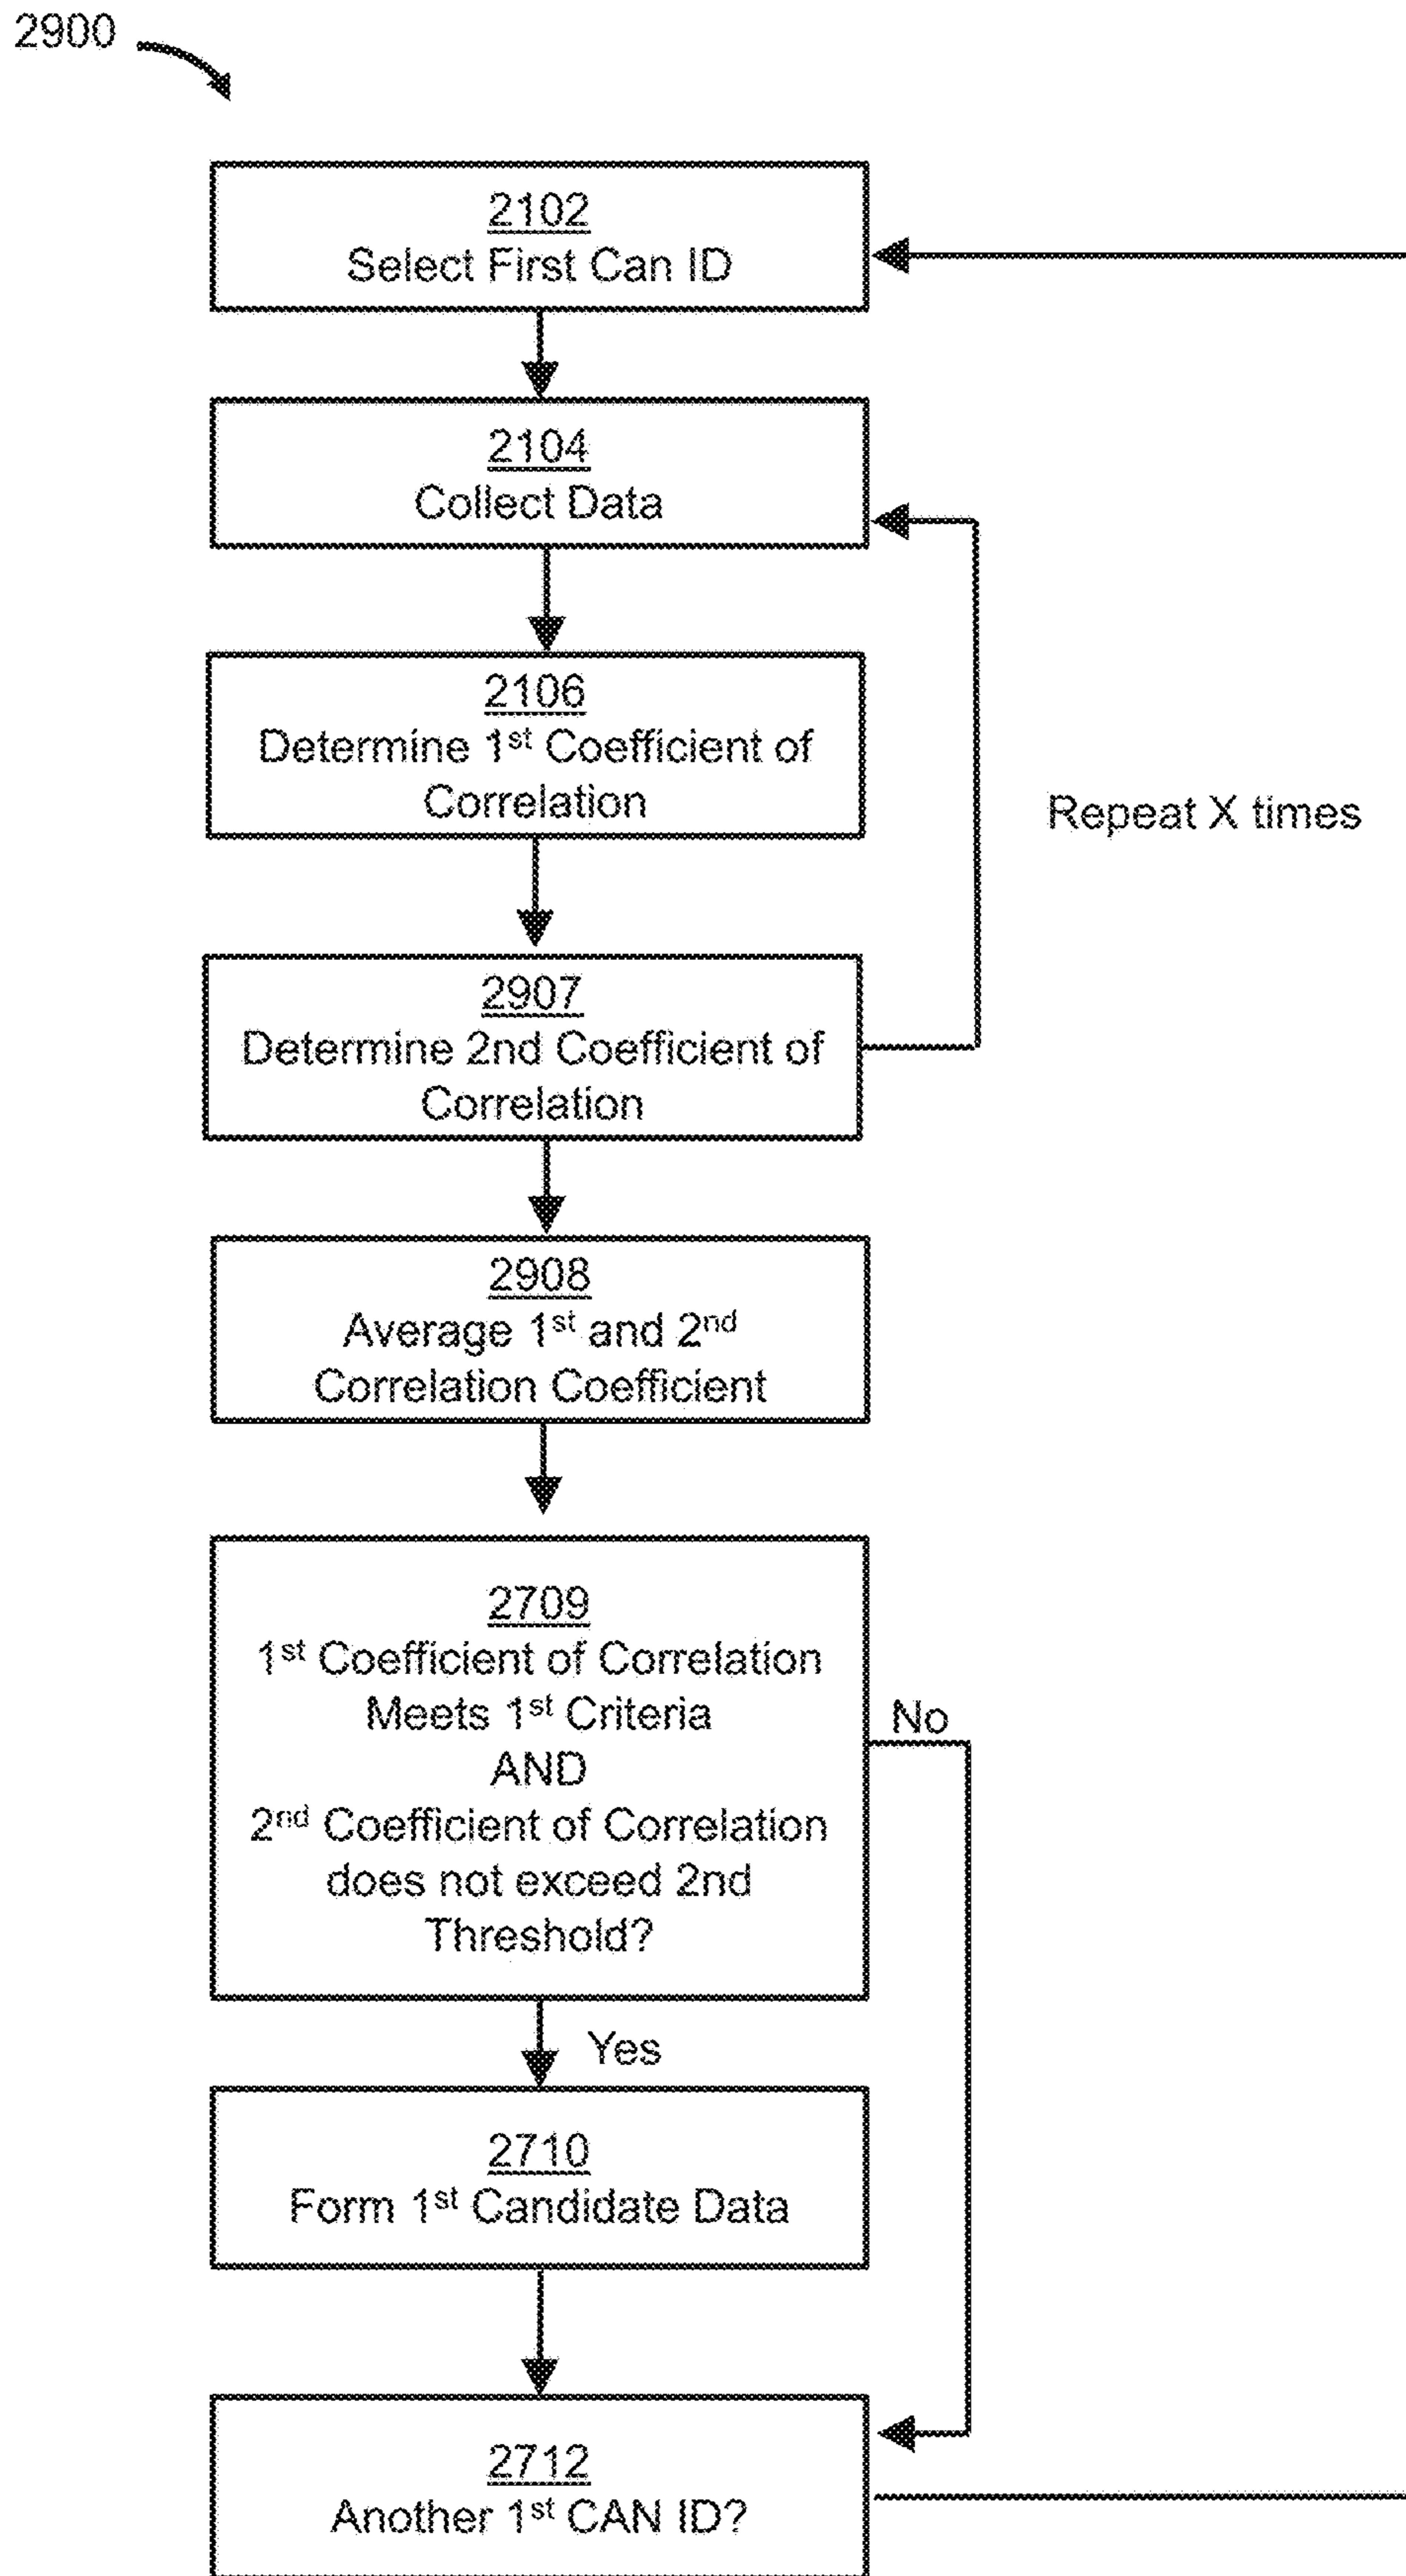 2900
2102
Select First Can ID
2104
Collect Data
2106
Determine 1st Coefficient of
Correlation
Repeat X times
2907
Determine 2nd Coefficient of
Correlation
2908
Average 1st and 2nd
Correlation Coefficient
2709
1st Coefficient of Correlation
Meets 1st Criteria
AND
2nd Coefficient of Correlation
does not exceed 2nd
Threshold?
No
Yes
2710
Form 1st Candidate Data
2712
Another 1st CAN ID?